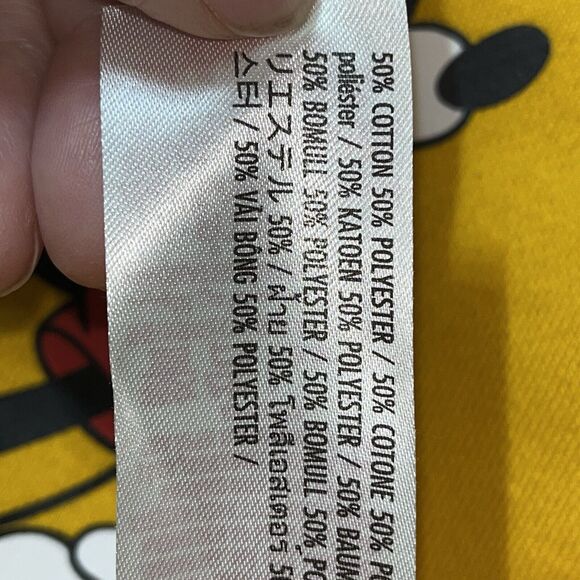 50% COTTON 50% POLYESTER / 50% COTONE 50%
poliéster / 50% KATOEN 50% POLYESTER / 50%
50% BOMULL 50% POLYESTER / 50% BOMULL 50%
リエステル 50% / ฝ้าย 50% โพลีเอสเตอร์
스터 / 50% VẢI BÔNG 50% POLYESTER /